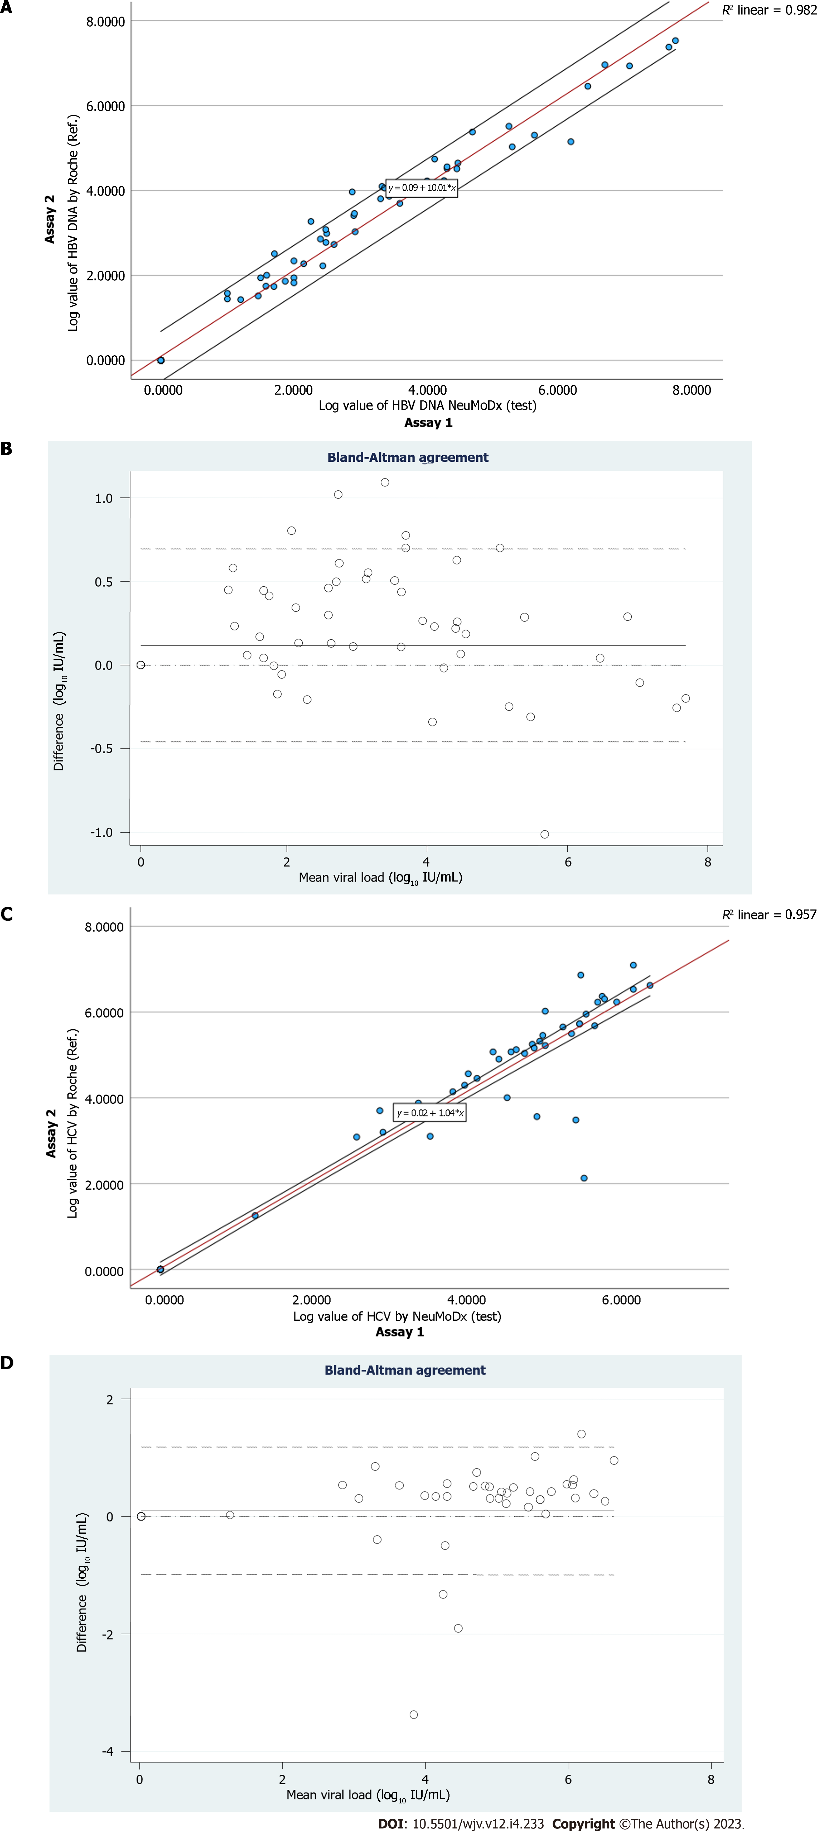 A
R² linear = 0.982
8.0000
6.0000
4.0000
2.0000
0.0000
Assay 2
Log value of HBV DNA by Roche (Ref.)
y = 0.09 + 10.01*x
0.0000 2.0000 4.0000 6.0000 8.0000
Log value of HBV DNA NeuMoDx (test)
Assay 1
B
Bland-Altman agreement
1.0
0.5
0.0
-0.5
-1.0
Difference (log₁₀ IU/mL)
0 2 4 6 8
Mean viral load (log₁₀ IU/mL)
C
R² linear = 0.957
8.0000
6.0000
4.0000
2.0000
0.0000
Assay 2
Log value of HCV by Roche (Ref.)
y = 0.02 + 1.04*x
0.0000 2.0000 4.0000 6.0000
Log value of HCV by NeuMoDx (test)
Assay 1
D
Bland-Altman agreement
2
0
-2
-4
Difference (log₁₀ IU/mL)
0 2 4 6 8
Mean viral load (log₁₀ IU/mL)
DOI: 10.5501/wjv.v12.i4.233 Copyright ©The Author(s) 2023.